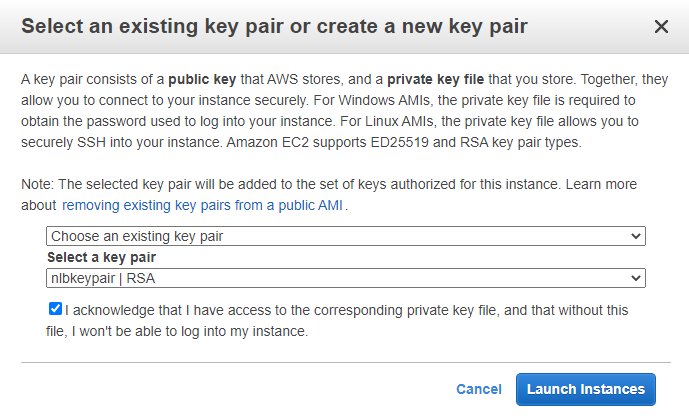 Select an existing key pair or create a new key pair
A key pair consists of a public key that AWS stores, and a private key file that you store. Together, they
allow you to connect to your instance securely. For Windows AMIs, the private key file is required to
obtain the password used to log into your instance. For Linux AMIs, the private key file allows you to
securely SSH into your instance. Amazon EC2 supports ED25519 and RSA key pair types.
Note: The selected key pair will be added to the set of keys authorized for this instance. Learn more
about removing existing key pairs from a public AMI .
Choose an existing key pair
Select a key pair
nlbkeypair | RSA
I acknowledge that I have access to the corresponding private key file, and that without this
file, I won't be able to log into my instance.
Cancel Launch Instances